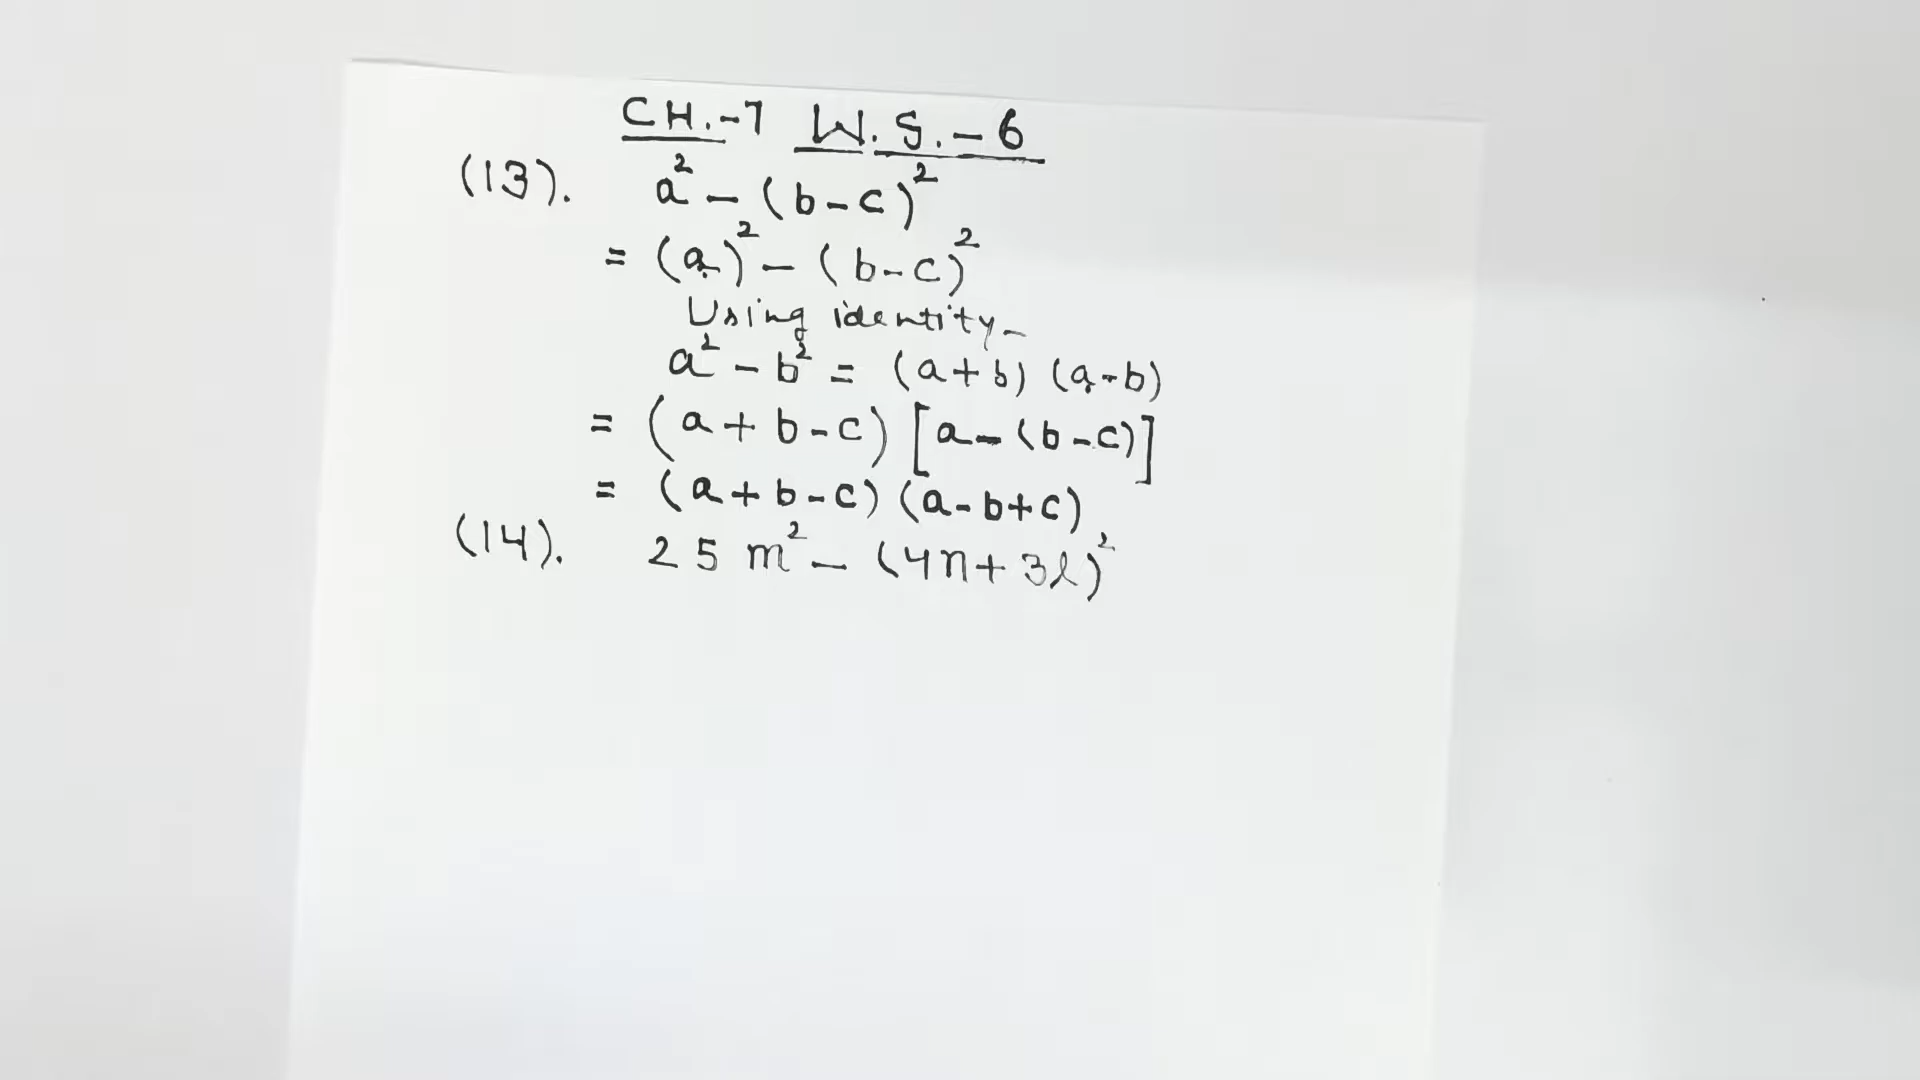 CH.-7 W.S.-6
(13). a² - (b-c)²
= (a)² - (b-c)²
Using identity-
a² - b² = (a+b) (a-b)
= (a+b-c) [a-(b-c)]
= (a+b-c) (a-b+c)
(14). 25 m² - (4n+3l)²